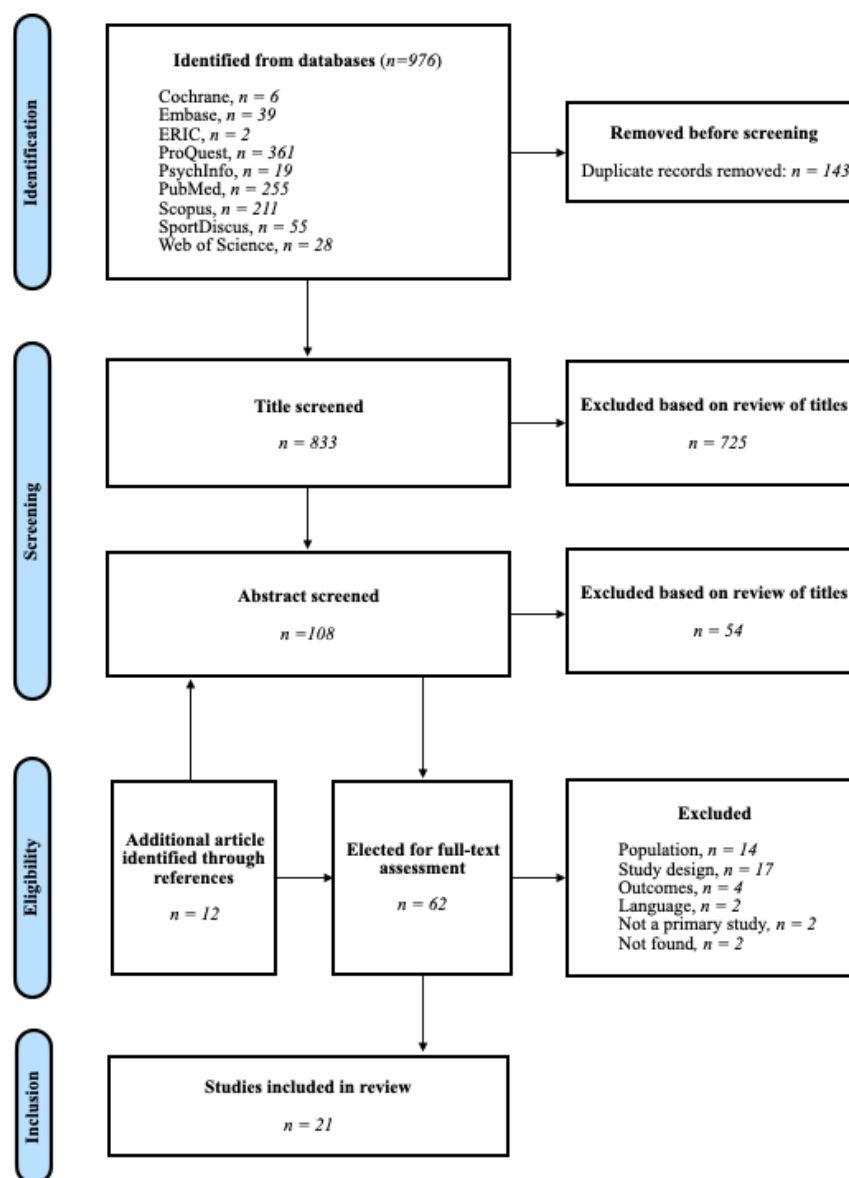 Identification
Identified from databases (n=976)
Cochrane, n = 6
Embase, n = 39
ERIC, n = 2
ProQuest, n = 361
PsychInfo, n = 19
PubMed, n = 255
Scopus, n = 211
SportDiscus, n = 55
Web of Science, n = 28
Removed before screening
Duplicate records removed: n = 143
Screening
Title screened
n = 833
Excluded based on review of titles
n = 725
Abstract screened
n =108
Excluded based on review of titles
n = 54
Eligibility
Additional article
identified through
references
n = 12
Elected for full-text
assessment
n = 62
Excluded
Population, n = 14
Study design, n = 17
Outcomes, n = 4
Language, n = 2
Not a primary study, n = 2
Not found, n = 2
Inclusion
Studies included in review
n = 21